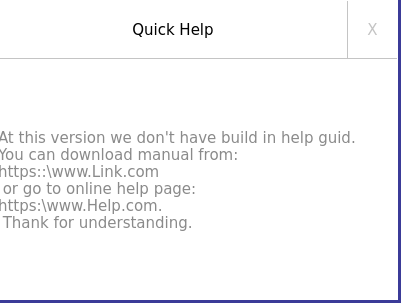 Quick Help
X
At this version we don't have build in help guid.
You can download manual from:
https::\www.Link.com
or go to online help page:
https:\www.Help.com.
Thank for understanding.